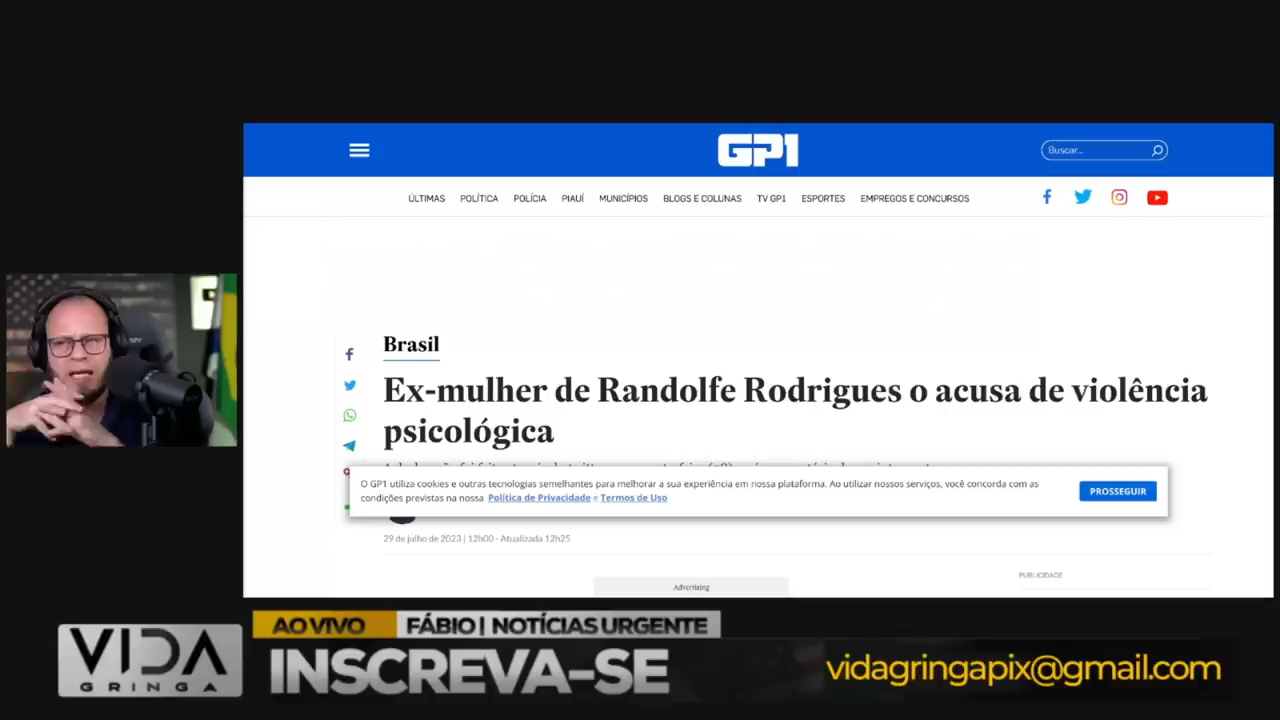 GP1
Buscar...
ÚLTIMAS POLÍTICA POLÍCIA PIAUÍ MUNICÍPIOS BLOGS E COLUNAS TV GP1 ESPORTES EMPREGOS E CONCURSOS
Brasil
Ex-mulher de Randolfe Rodrigues o acusa de violência
psicológica
O GP1 utiliza cookies e outras tecnologias semelhantes para melhorar a sua experiência em nossa plataforma. Ao utilizar nossos serviços, você concorda com as
condições previstas na nossa Política de Privacidade e Termos de Uso
PROSSEGUIR
29 de julho de 2023 | 12h00 - Atualizada 12h25
PUBLICIDADE
Advertising
AO VIVO FÁBIO | NOTÍCIAS URGENTE
VIDA
GRINGA
INSCREVA-SE
vidagringapix@gmail.com